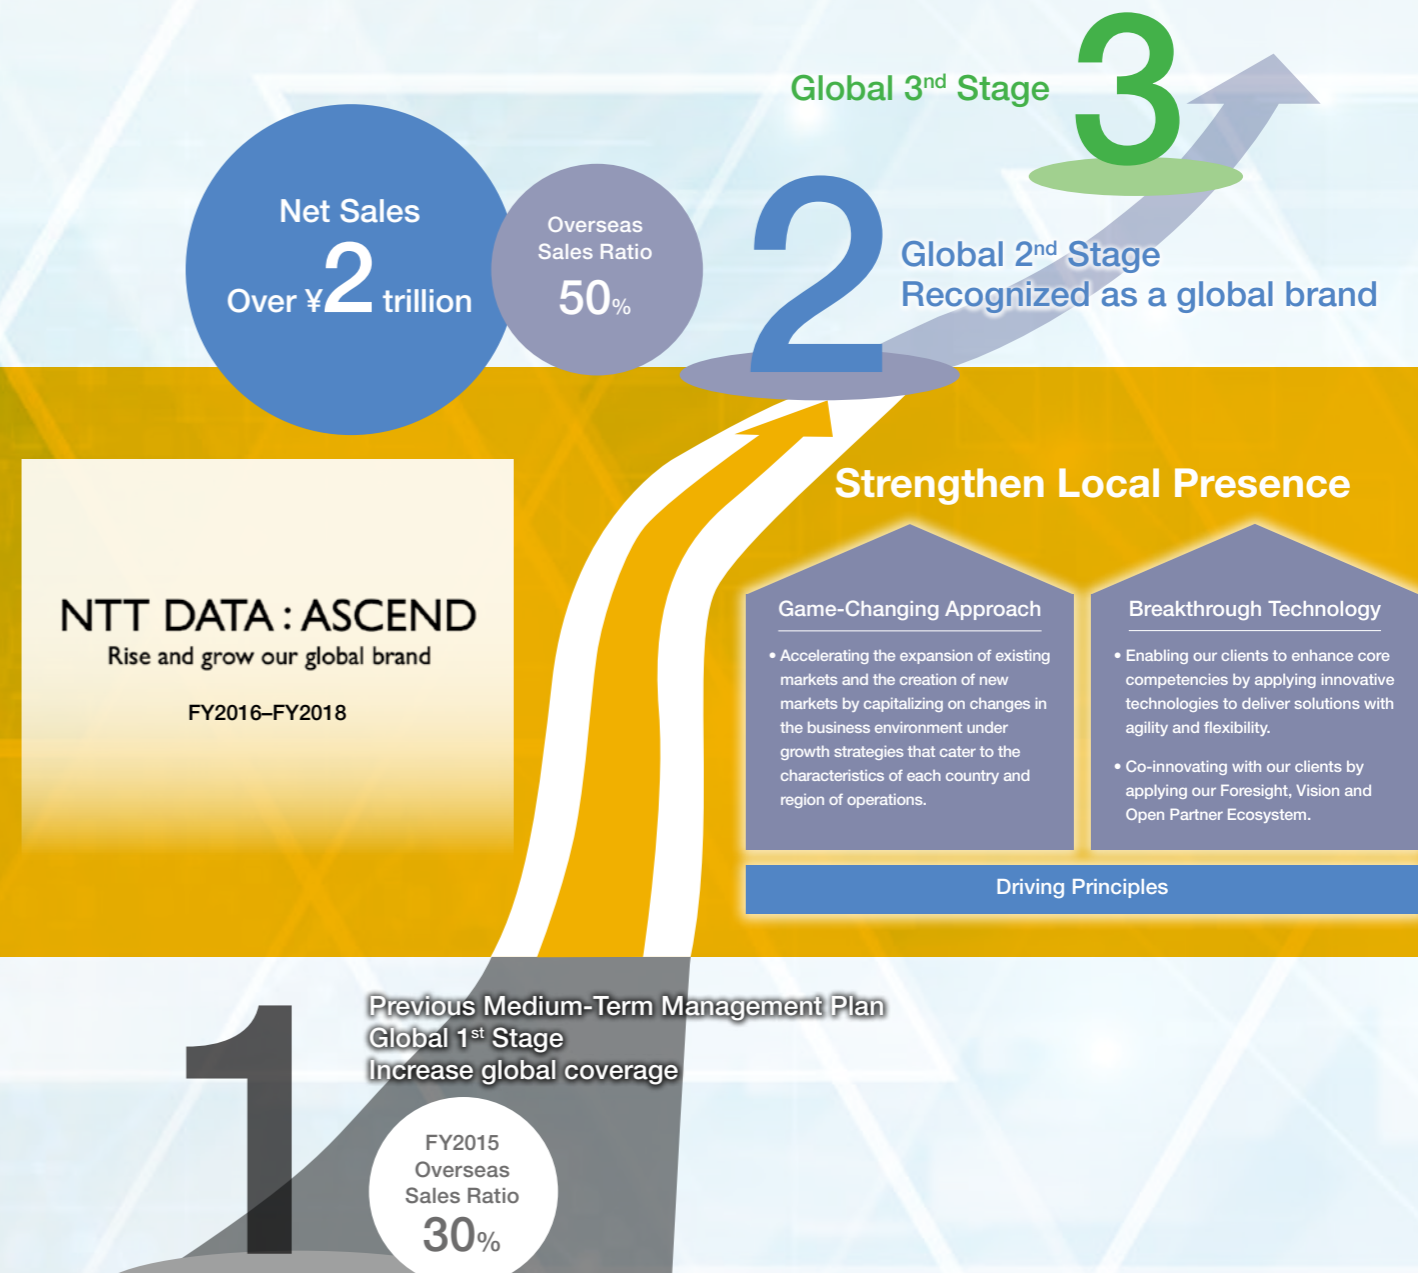 Global 3nd Stage
3
Net Sales
Over ¥2 trillion
Overseas
Sales Ratio
50%
2
Global 2nd Stage
Recognized as a global brand
NTT DATA : ASCEND
Rise and grow our global brand
FY2016–FY2018
Strengthen Local Presence
Game-Changing Approach
• Accelerating the expansion of existing
markets and the creation of new
markets by capitalizing on changes in
the business environment under
growth strategies that cater to the
characteristics of each country and
region of operations.
Breakthrough Technology
• Enabling our clients to enhance core
competencies by applying innovative
technologies to deliver solutions with
agility and flexibility.
• Co-innovating with our clients by
applying our Foresight, Vision and
Open Partner Ecosystem.
Driving Principles
1
Previous Medium-Term Management Plan
Global 1st Stage
Increase global coverage
FY2015
Overseas
Sales Ratio
30%